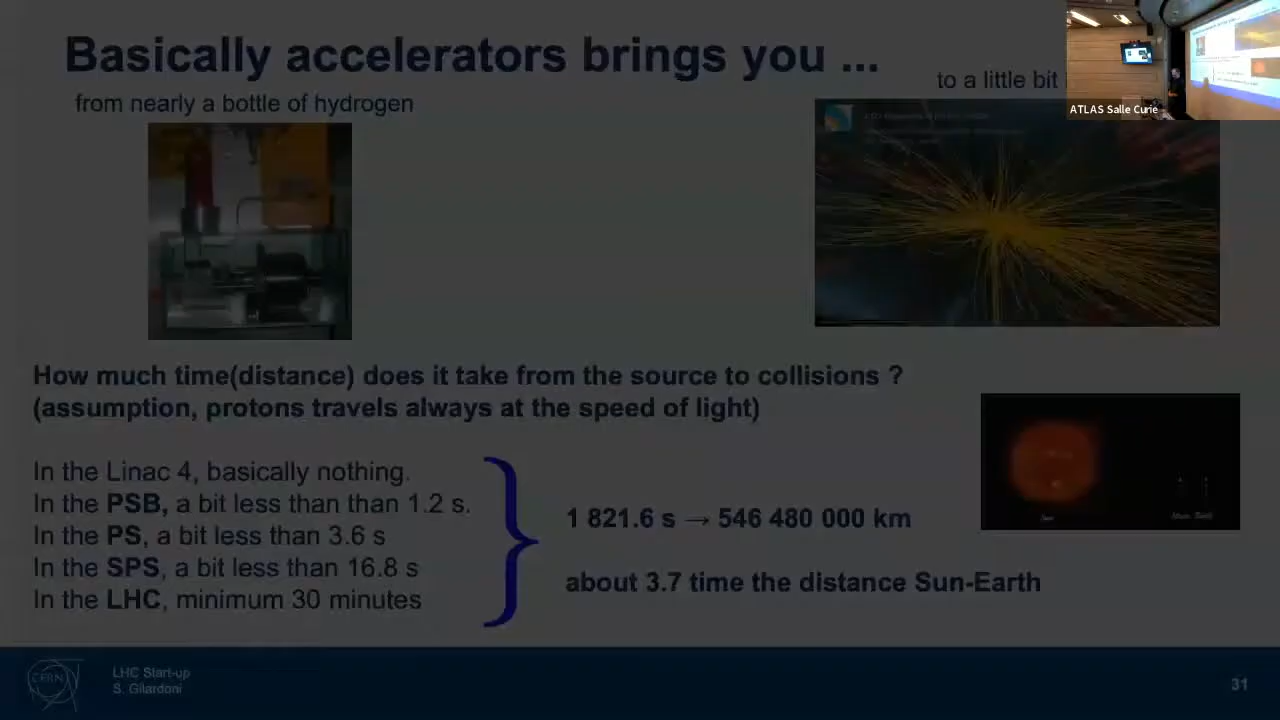 Basically accelerators brings you ...
to a little bit
from nearly a bottle of hydrogen
ATLAS Salle Curie
How much time(distance) does it take from the source to collisions ?
(assumption, protons travels always at the speed of light)
In the Linac 4, basically nothing.
In the PSB, a bit less than than 1.2 s.
In the PS, a bit less than 3.6 s
In the SPS, a bit less than 16.8 s
In the LHC, minimum 30 minutes
1 821.6 s → 546 480 000 km
about 3.7 time the distance Sun-Earth
CERN
LHC Start-up
S. Gilardoni
31